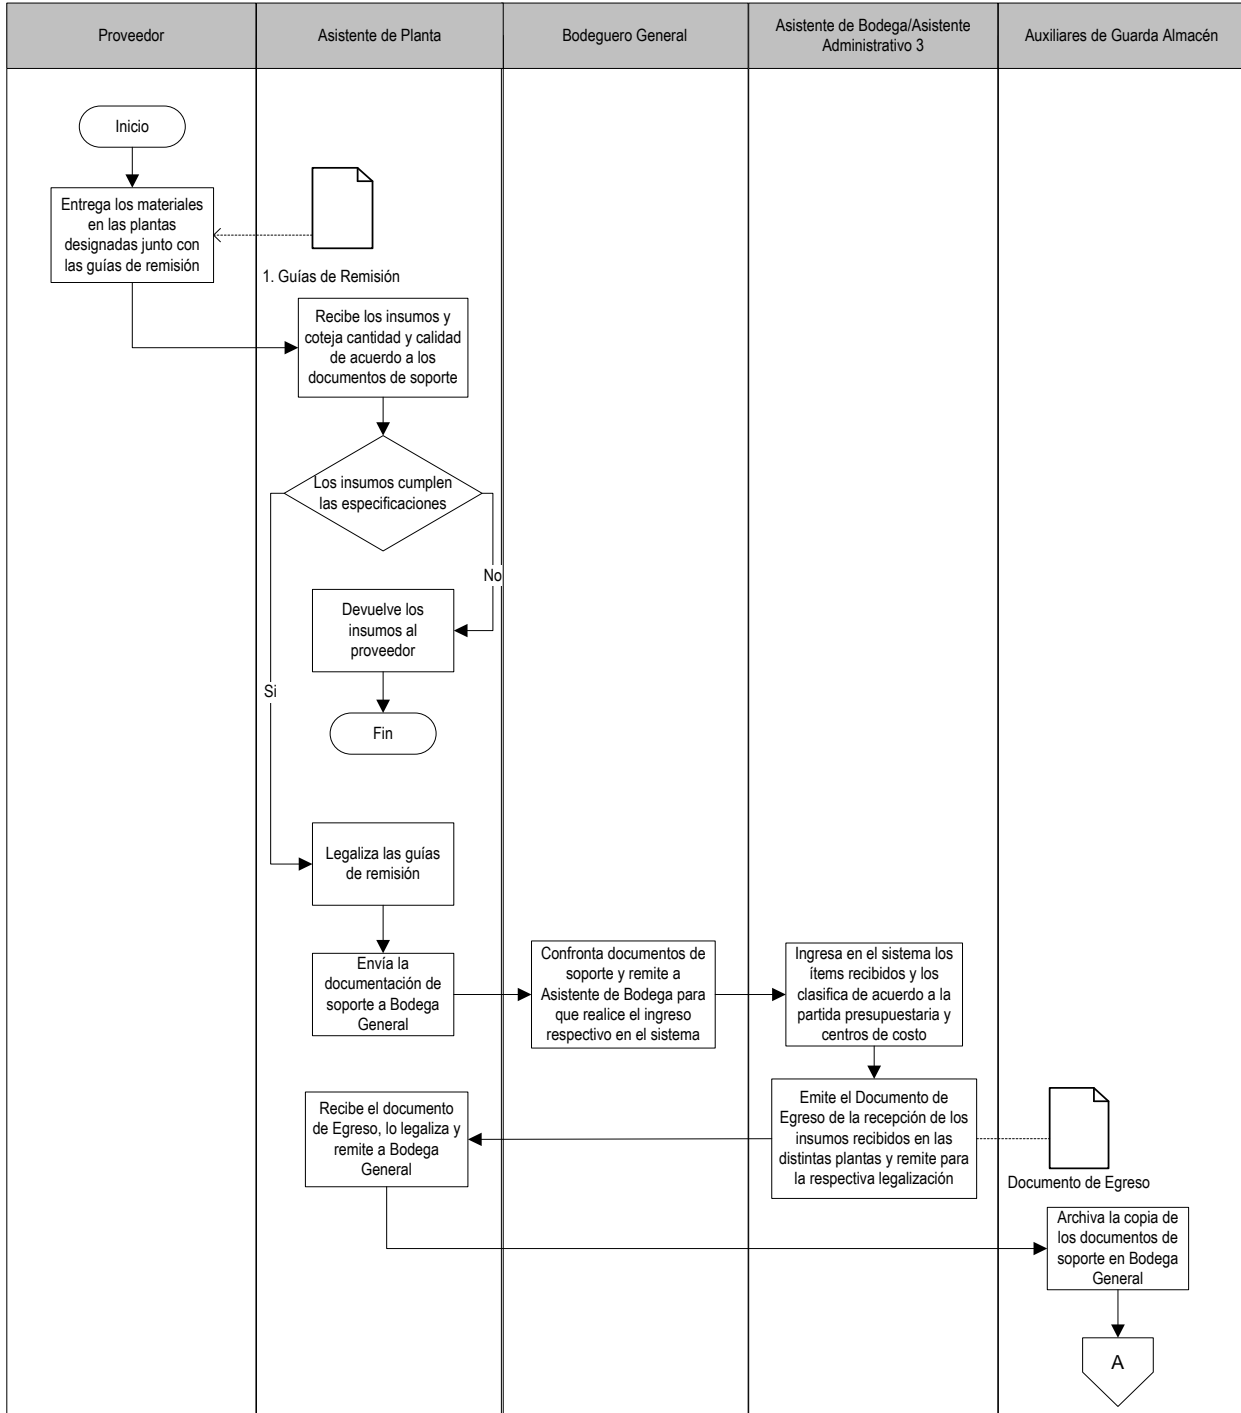 Proveedor
Asistente de Planta
Bodeguero General
Asistente de Bodega/Asistente
Administrativo 3
Auxiliares de Guarda Almacén
Inicio
Entrega los materiales
en las plantas
designadas junto con
las guías de remisión
1. Guías de Remisión
Recibe los insumos y
coteja cantidad y calidad
de acuerdo a los
documentos de soporte
Los insumos cumplen
las especificaciones
No
Devuelve los
insumos al
proveedor
Si
Fin
Legaliza las guías
de remisión
Envía la
documentación de
soporte a Bodega
General
Confronta documentos de
soporte y remite a
Asistente de Bodega para
que realice el ingreso
respectivo en el sistema
Ingresa en el sistema los
ítems recibidos y los
clasifica de acuerdo a la
partida presupuestaria y
centros de costo
Emite el Documento de
Egreso de la recepción de los
insumos recibidos en las
distintas plantas y remite para
la respectiva legalización
Documento de Egreso
Recibe el documento
de Egreso, lo legaliza y
remite a Bodega
General
Archiva la copia de
los documentos de
soporte en Bodega
General
A